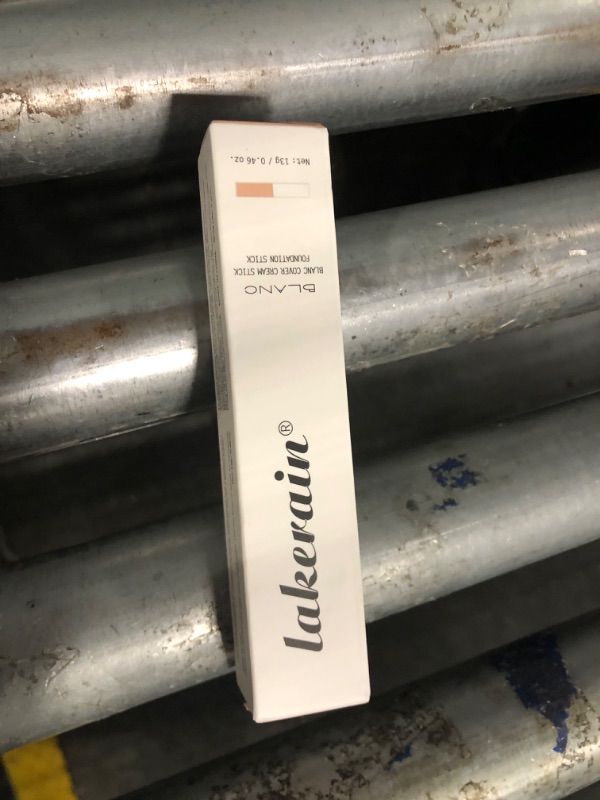 lakerain®
BLANC
BLANC COVER CREAM STICK
FOUNDATION STICK
Net: 13g / 0.46 oz.